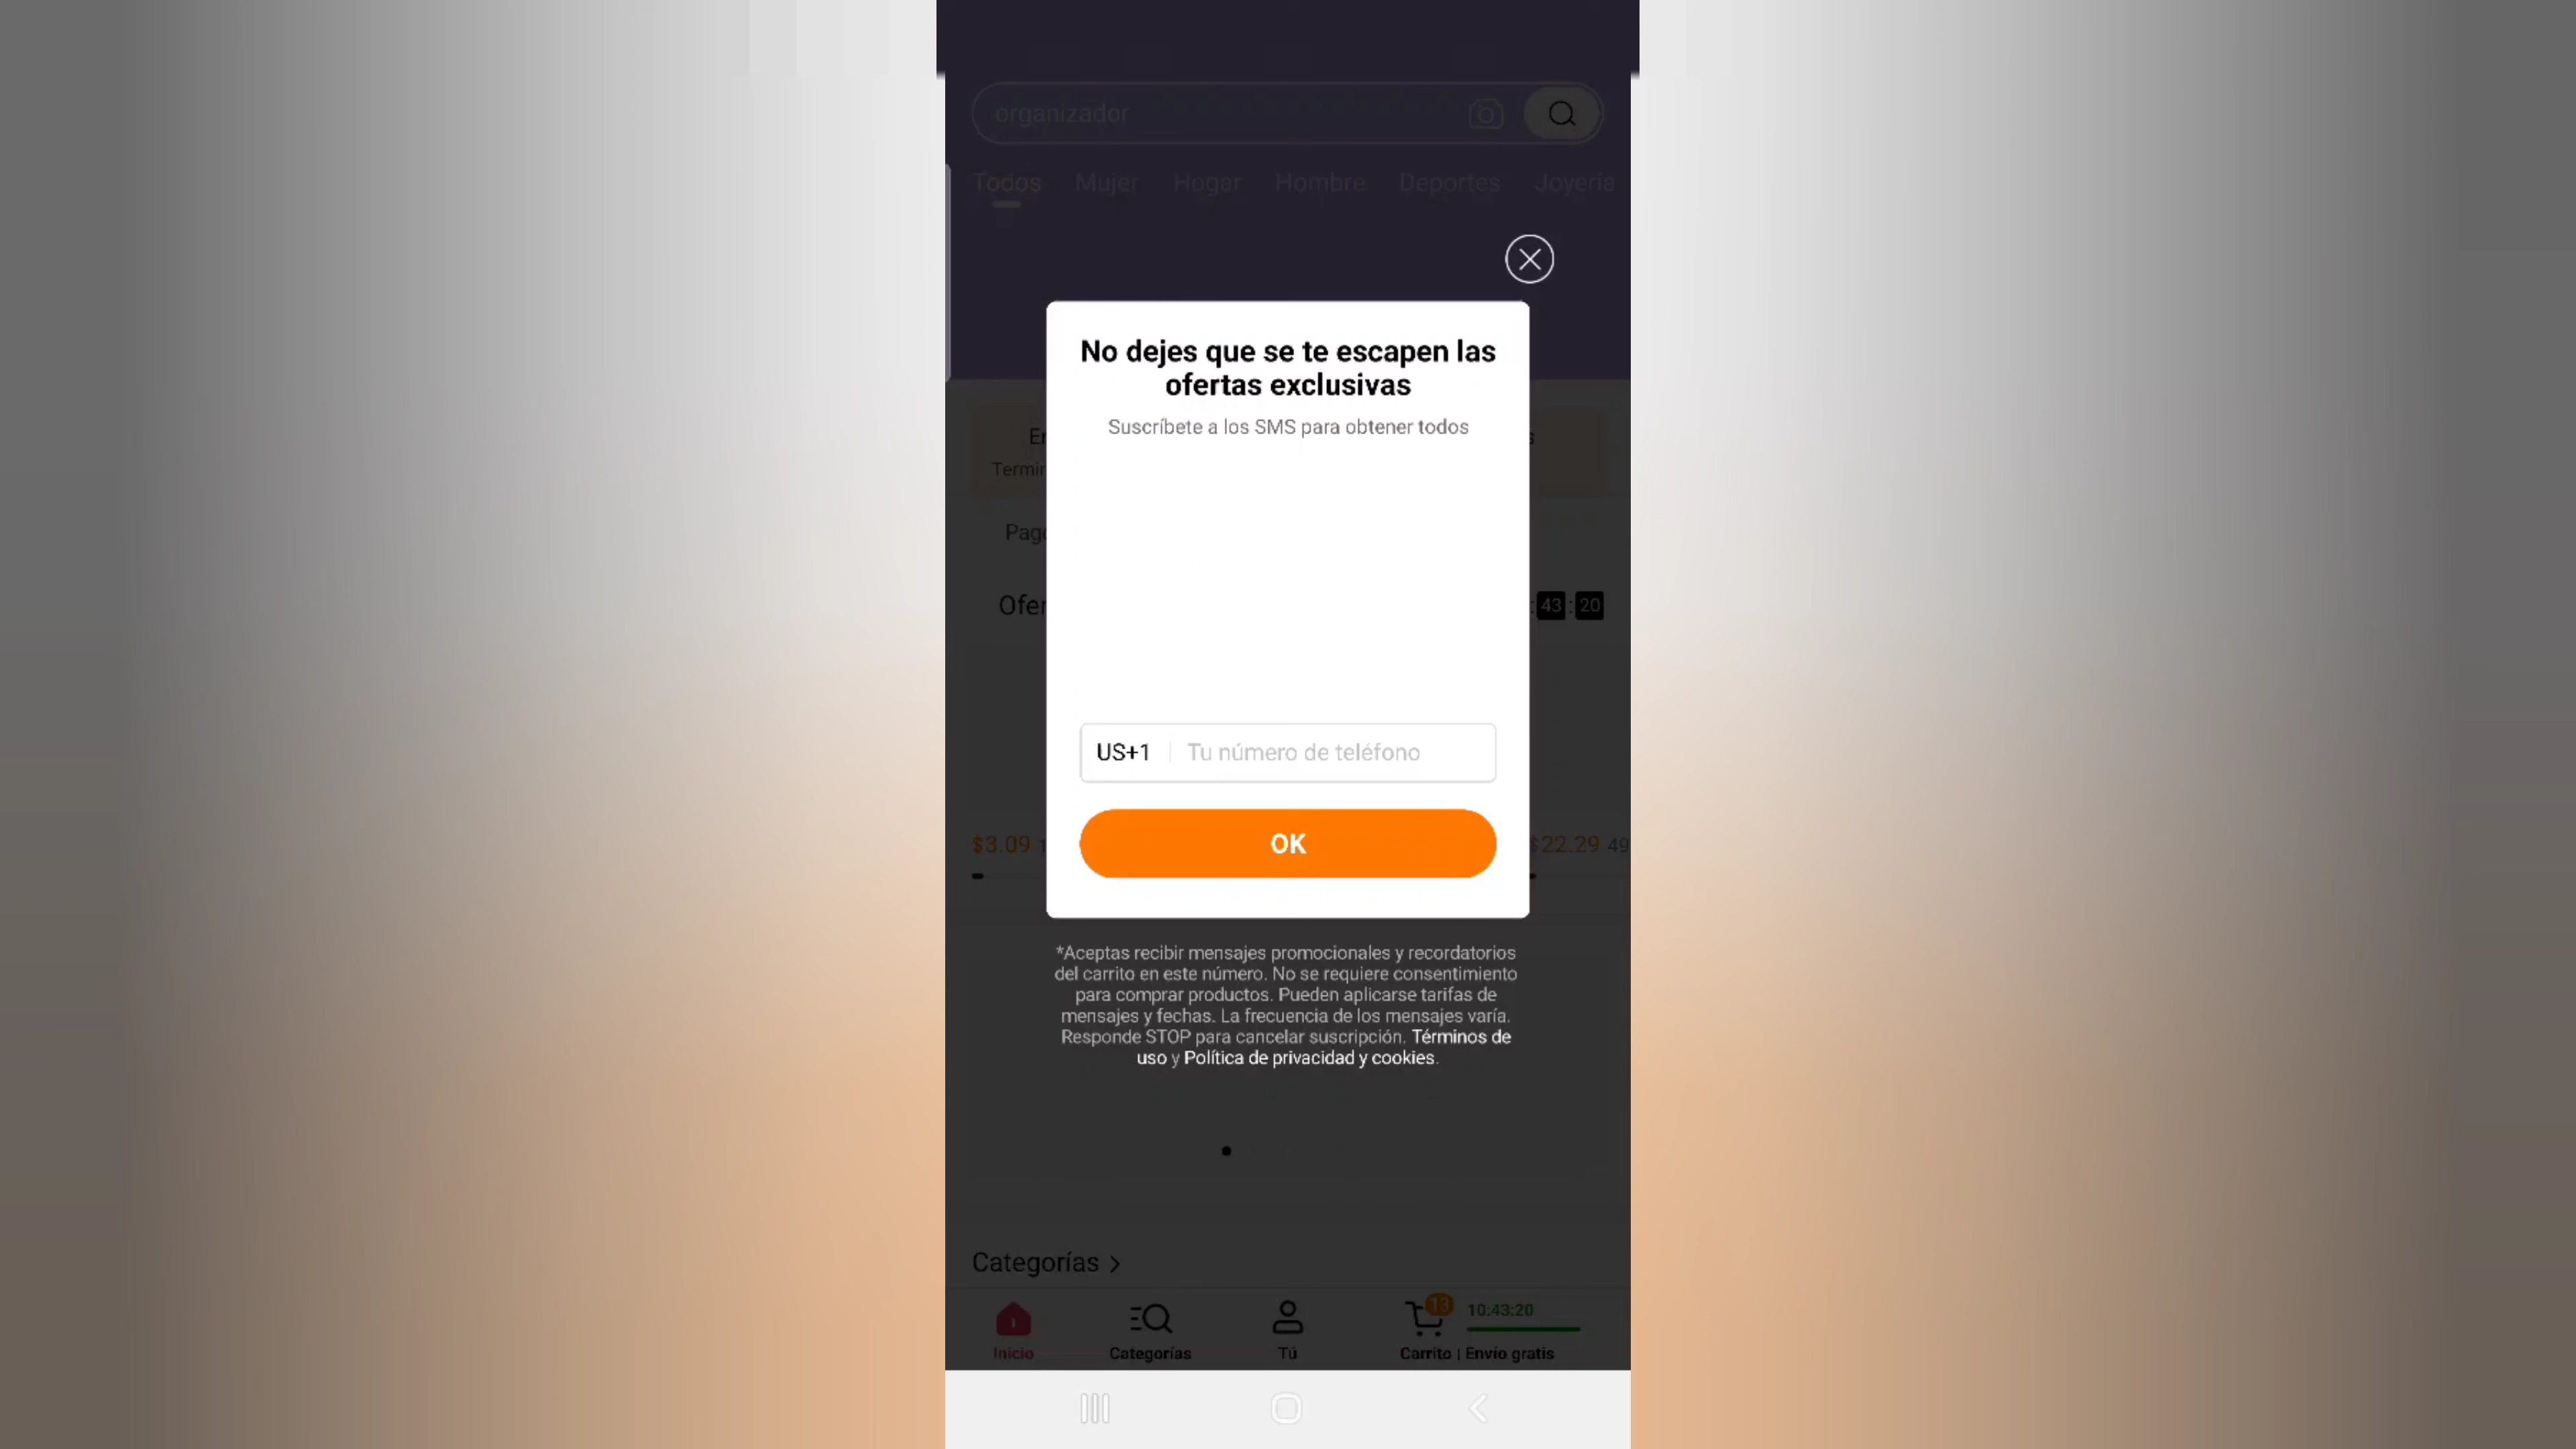 organizador
Todos Mujer Hogar Hombre Deportes Joyería
No dejes que se te escapen las
ofertas exclusivas
Suscríbete a los SMS para obtener todos
43 : 20
US+1 Tu número de teléfono
$3.09
OK
$22.29
*Aceptas recibir mensajes promocionales y recordatorios
del carrito en este número. No se requiere consentimiento
para comprar productos. Pueden aplicarse tarifas de
mensajes y fechas. La frecuencia de los mensajes varía.
Responde STOP para cancelar suscripción. Términos de
uso y Política de privacidad y cookies.
Categorías >
13
10:43:20
Inicio Categorías Tú Carrito | Envío gratis